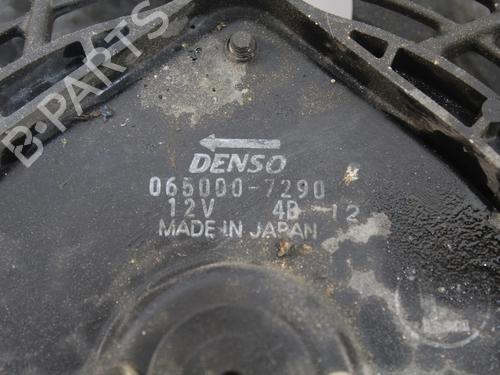 B-PARTS
DENSO
065000-7290
12V 4B-12
MADE IN JAPAN